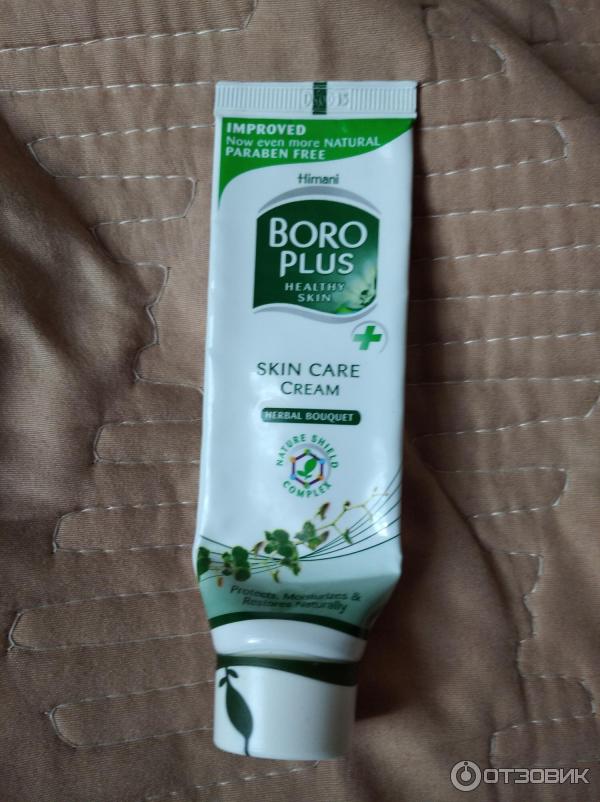 IMPROVED
Now even more NATURAL
PARABEN FREE
Himani
BORO
PLUS
HEALTHY
SKIN
SKIN CARE
CREAM
HERBAL BOUQUET
NATURE SHIELD
COMPLEX
Protects, Moisturizes &
Restores Naturally
ОТЗОВИК